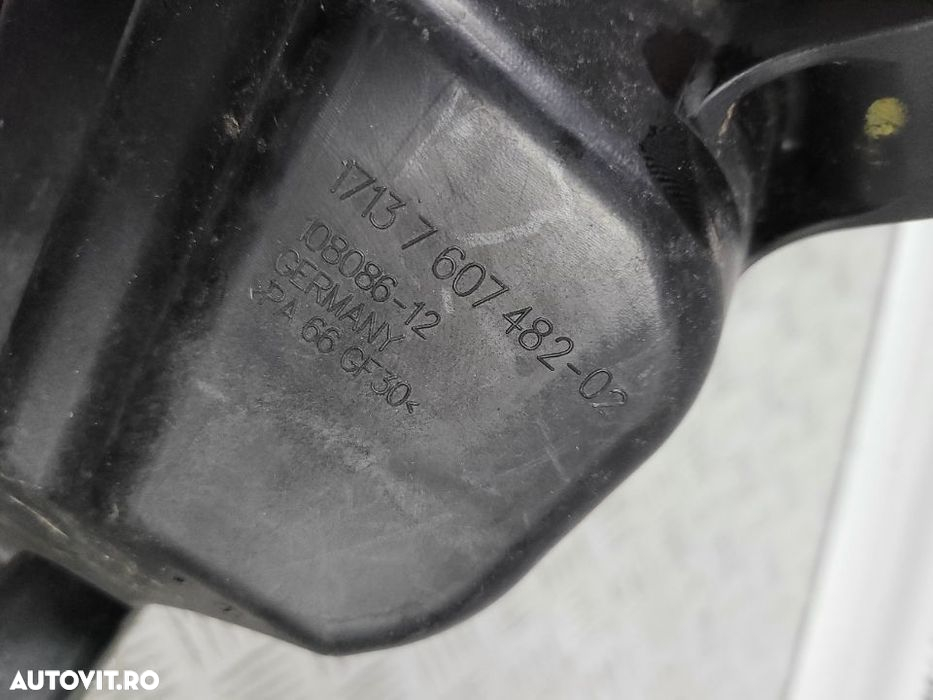 1713 7 607 482-02
108086-12
GERMANY
>PA 66 GF30<
AUTOVIT.RO